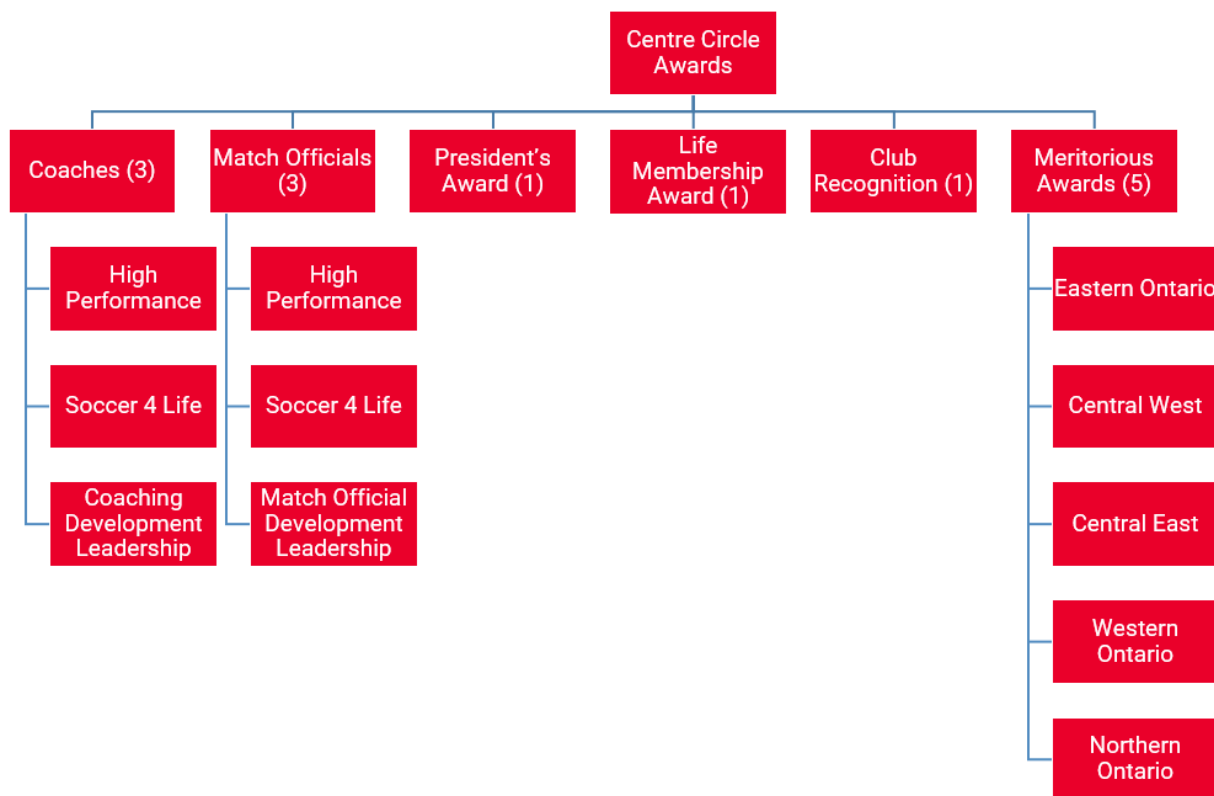 Centre Circle
Awards
Coaches (3)
Match Officials
(3)
President’s
Award (1)
Life
Membership
Award (1)
Club
Recognition (1)
Meritorious
Awards (5)
High
Performance
Soccer 4 Life
Coaching
Development
Leadership
High
Performance
Soccer 4 Life
Match Official
Development
Leadership
Eastern Ontario
Central West
Central East
Western
Ontario
Northern
Ontario